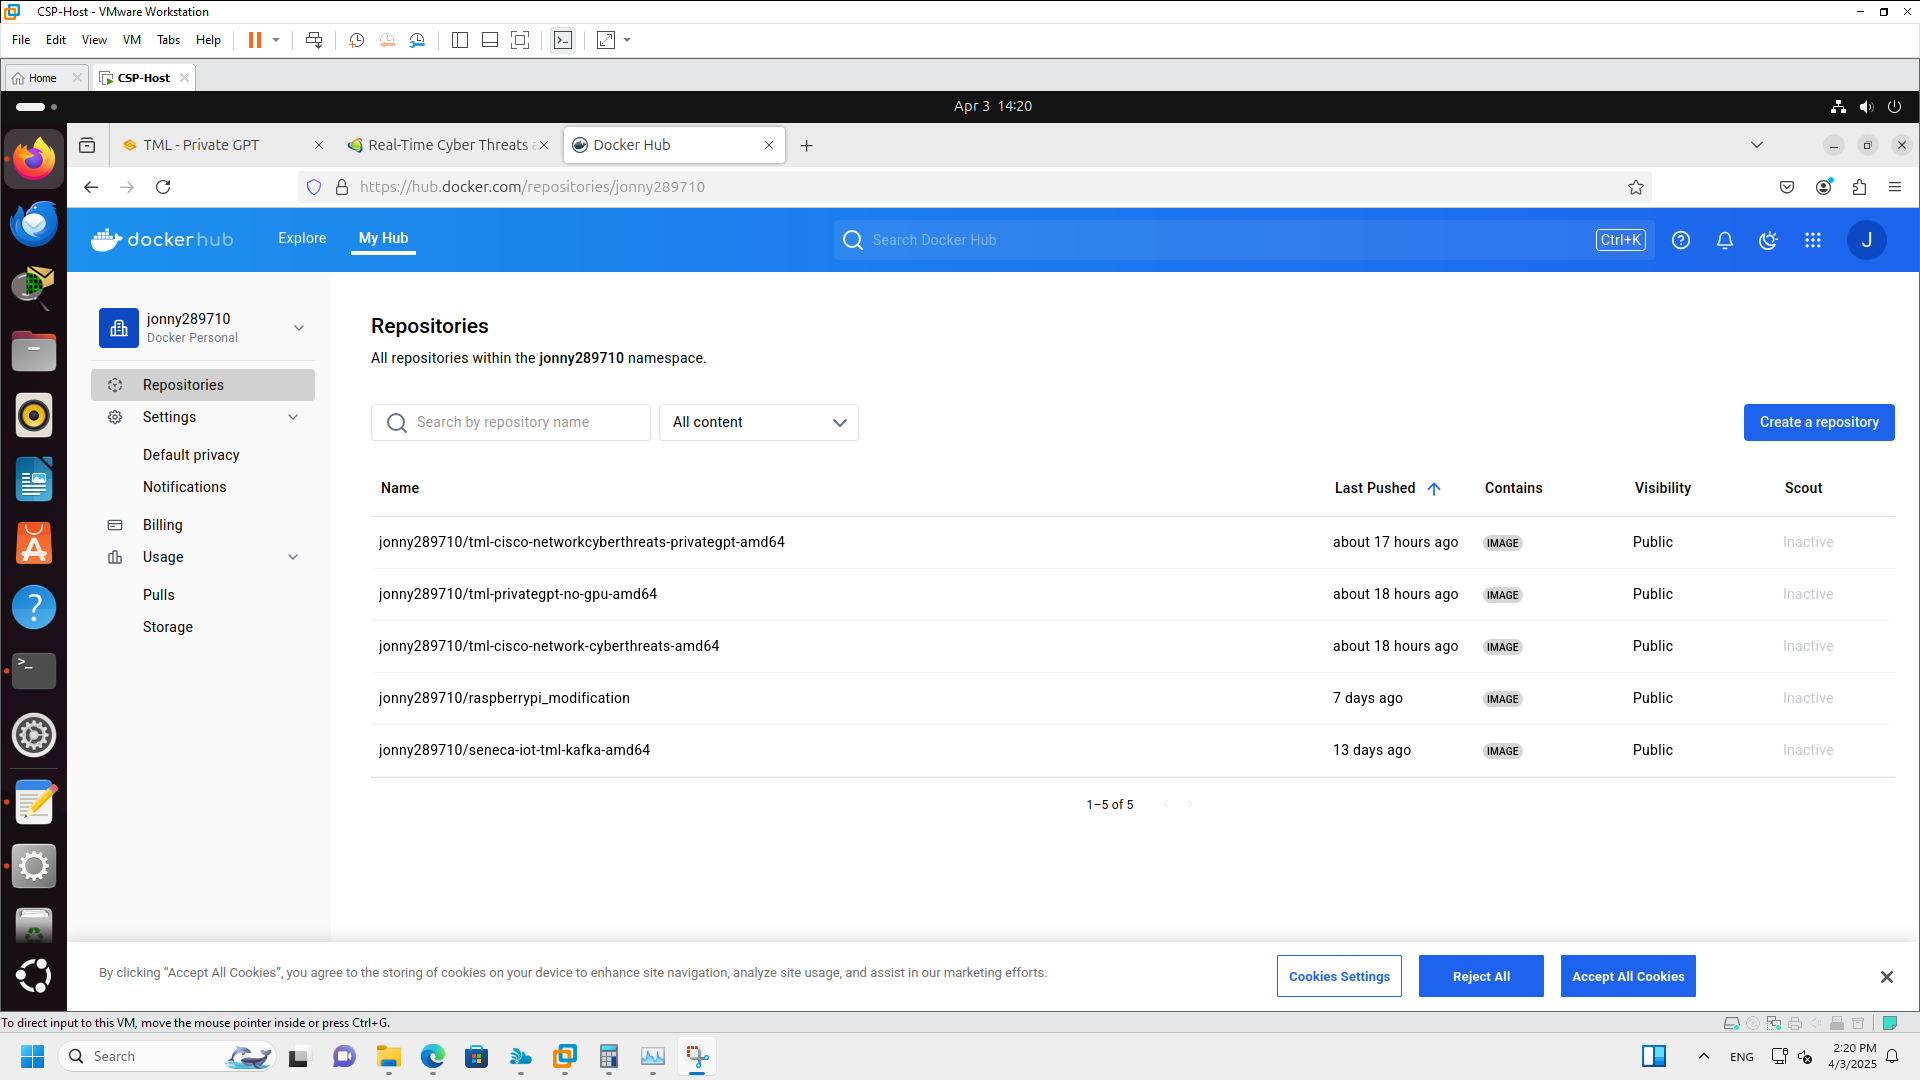 CSP-Host - VMware Workstation
File Edit View VM Tabs Help
Home
CSP-Host
Apr 3 14:20
TML - Private GPT
Real-Time Cyber Threats a
Docker Hub
https://hub.docker.com/repositories/jonny289710
dockerhub
Explore
My Hub
Search Docker Hub
Ctrl+K
J
jonny289710
Docker Personal
Repositories
Settings
Default privacy
Notifications
Billing
Usage
Pulls
Storage
Repositories
All repositories within the jonny289710 namespace.
Search by repository name
All content
Create a repository
Name Last Pushed Contains Visibility Scout
jonny289710/tml-cisco-networkcyberthreats-privategpt-amd64 about 17 hours ago IMAGE Public Inactive
jonny289710/tml-privategpt-no-gpu-amd64 about 18 hours ago IMAGE Public Inactive
jonny289710/tml-cisco-network-cyberthreats-amd64 about 18 hours ago IMAGE Public Inactive
jonny289710/raspberrypi_modification 7 days ago IMAGE Public Inactive
jonny289710/seneca-iot-tml-kafka-amd64 13 days ago IMAGE Public Inactive
1–5 of 5
By clicking “Accept All Cookies”, you agree to the storing of cookies on your device to enhance site navigation, analyze site usage, and assist in our marketing efforts.
Cookies Settings
Reject All
Accept All Cookies
To direct input to this VM, move the mouse pointer inside or press Ctrl+G.
Search
ENG
2:20 PM
4/3/2025